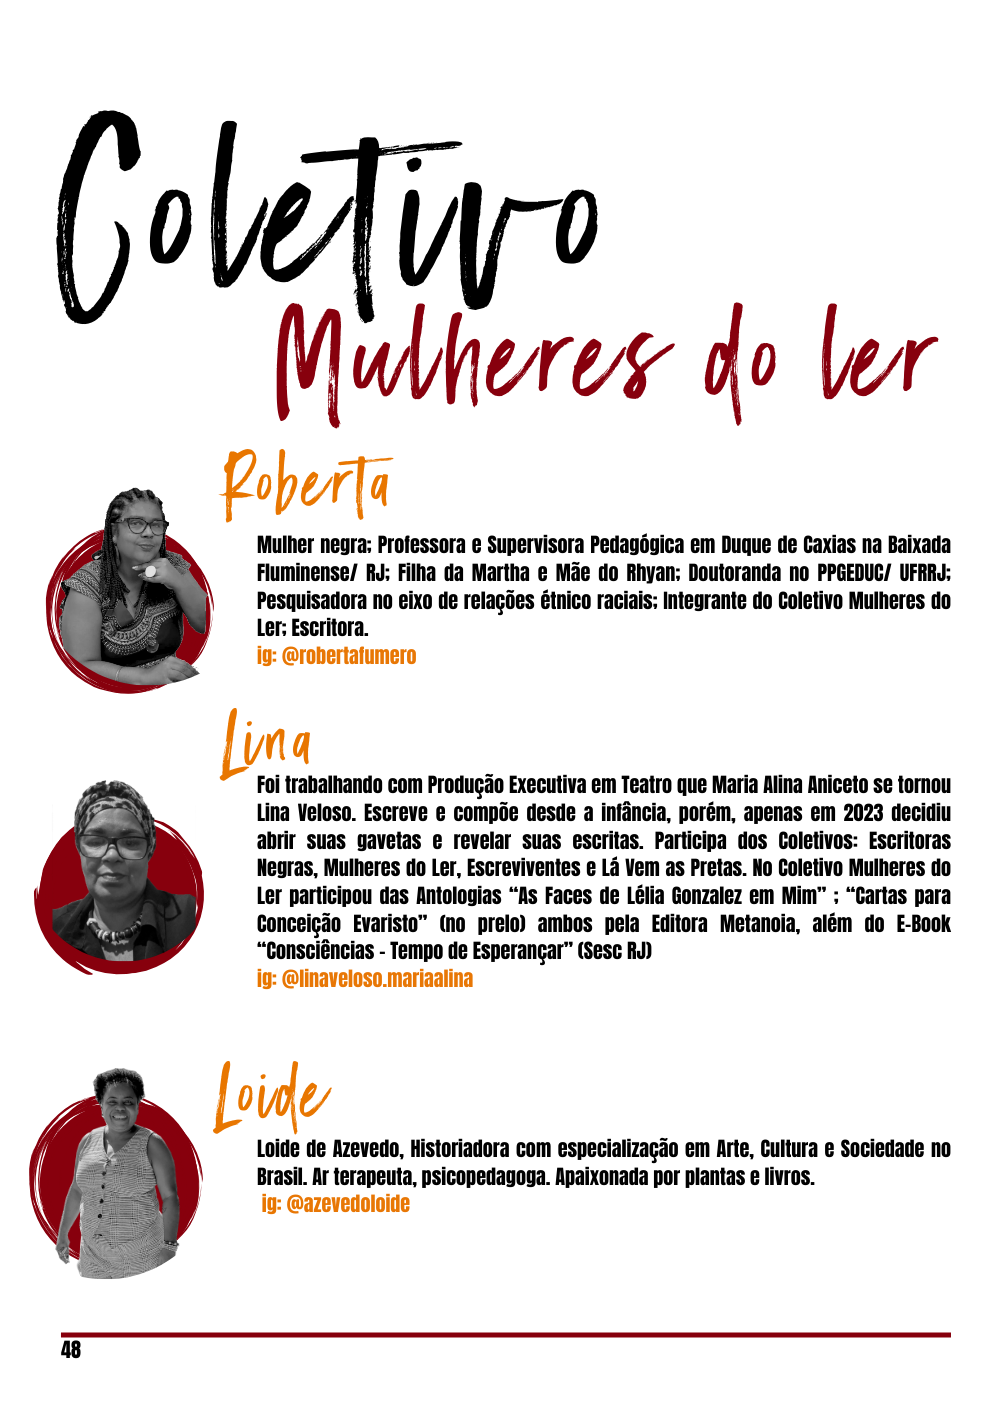 Coletivo
Mulheres do ler
Roberta
Mulher negra; Professora e Supervisora Pedagógica em Duque de Caxias na Baixada
Fluminense/ RJ; Filha da Martha e Mãe do Rhyan; Doutoranda no PPGEDUC/ UFRRJ;
Pesquisadora no eixo de relações étnico raciais; Integrante do Coletivo Mulheres do
Ler; Escritora.
ig: @robertafumero
Lina
Foi trabalhando com Produção Executiva em Teatro que Maria Alina Aniceto se tornou
Lina Veloso. Escreve e compõe desde a infância, porém, apenas em 2023 decidiu
abrir suas gavetas e revelar suas escritas. Participa dos Coletivos: Escritoras
Negras, Mulheres do Ler, Escreviventes e Lá Vem as Pretas. No Coletivo Mulheres do
Ler participou das Antologias “As Faces de Lélia Gonzalez em Mim” ; “Cartas para
Conceição Evaristo” (no prelo) ambos pela Editora Metanoia, além do E-Book
“Consciências - Tempo de Esperançar” (Sesc RJ)
ig: @linaveloso.mariaalina
Loide
Loide de Azevedo, Historiadora com especialização em Arte, Cultura e Sociedade no
Brasil. Ar terapeuta, psicopedagoga. Apaixonada por plantas e livros.
ig: @azevedoloide
48